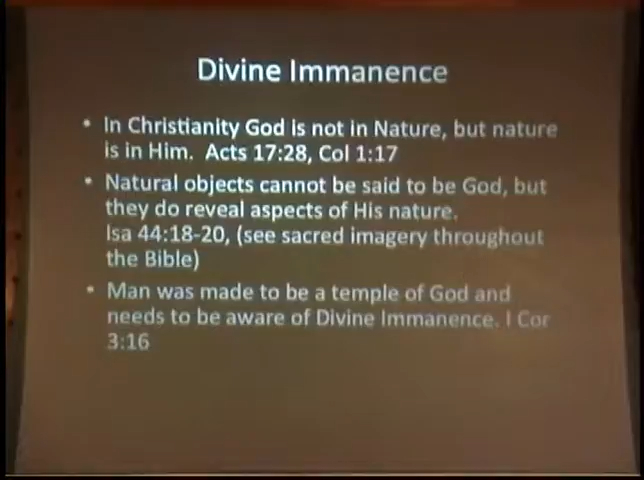 Divine Immanence
• In Christianity God is not in Nature, but nature
is in Him.  Acts 17:28, Col 1:17
• Natural objects cannot be said to be God, but
they do reveal aspects of His nature.
Isa 44:18-20, (see sacred imagery throughout
the Bible)
• Man was made to be a temple of God and
needs to be aware of Divine Immanence. I Cor
3:16